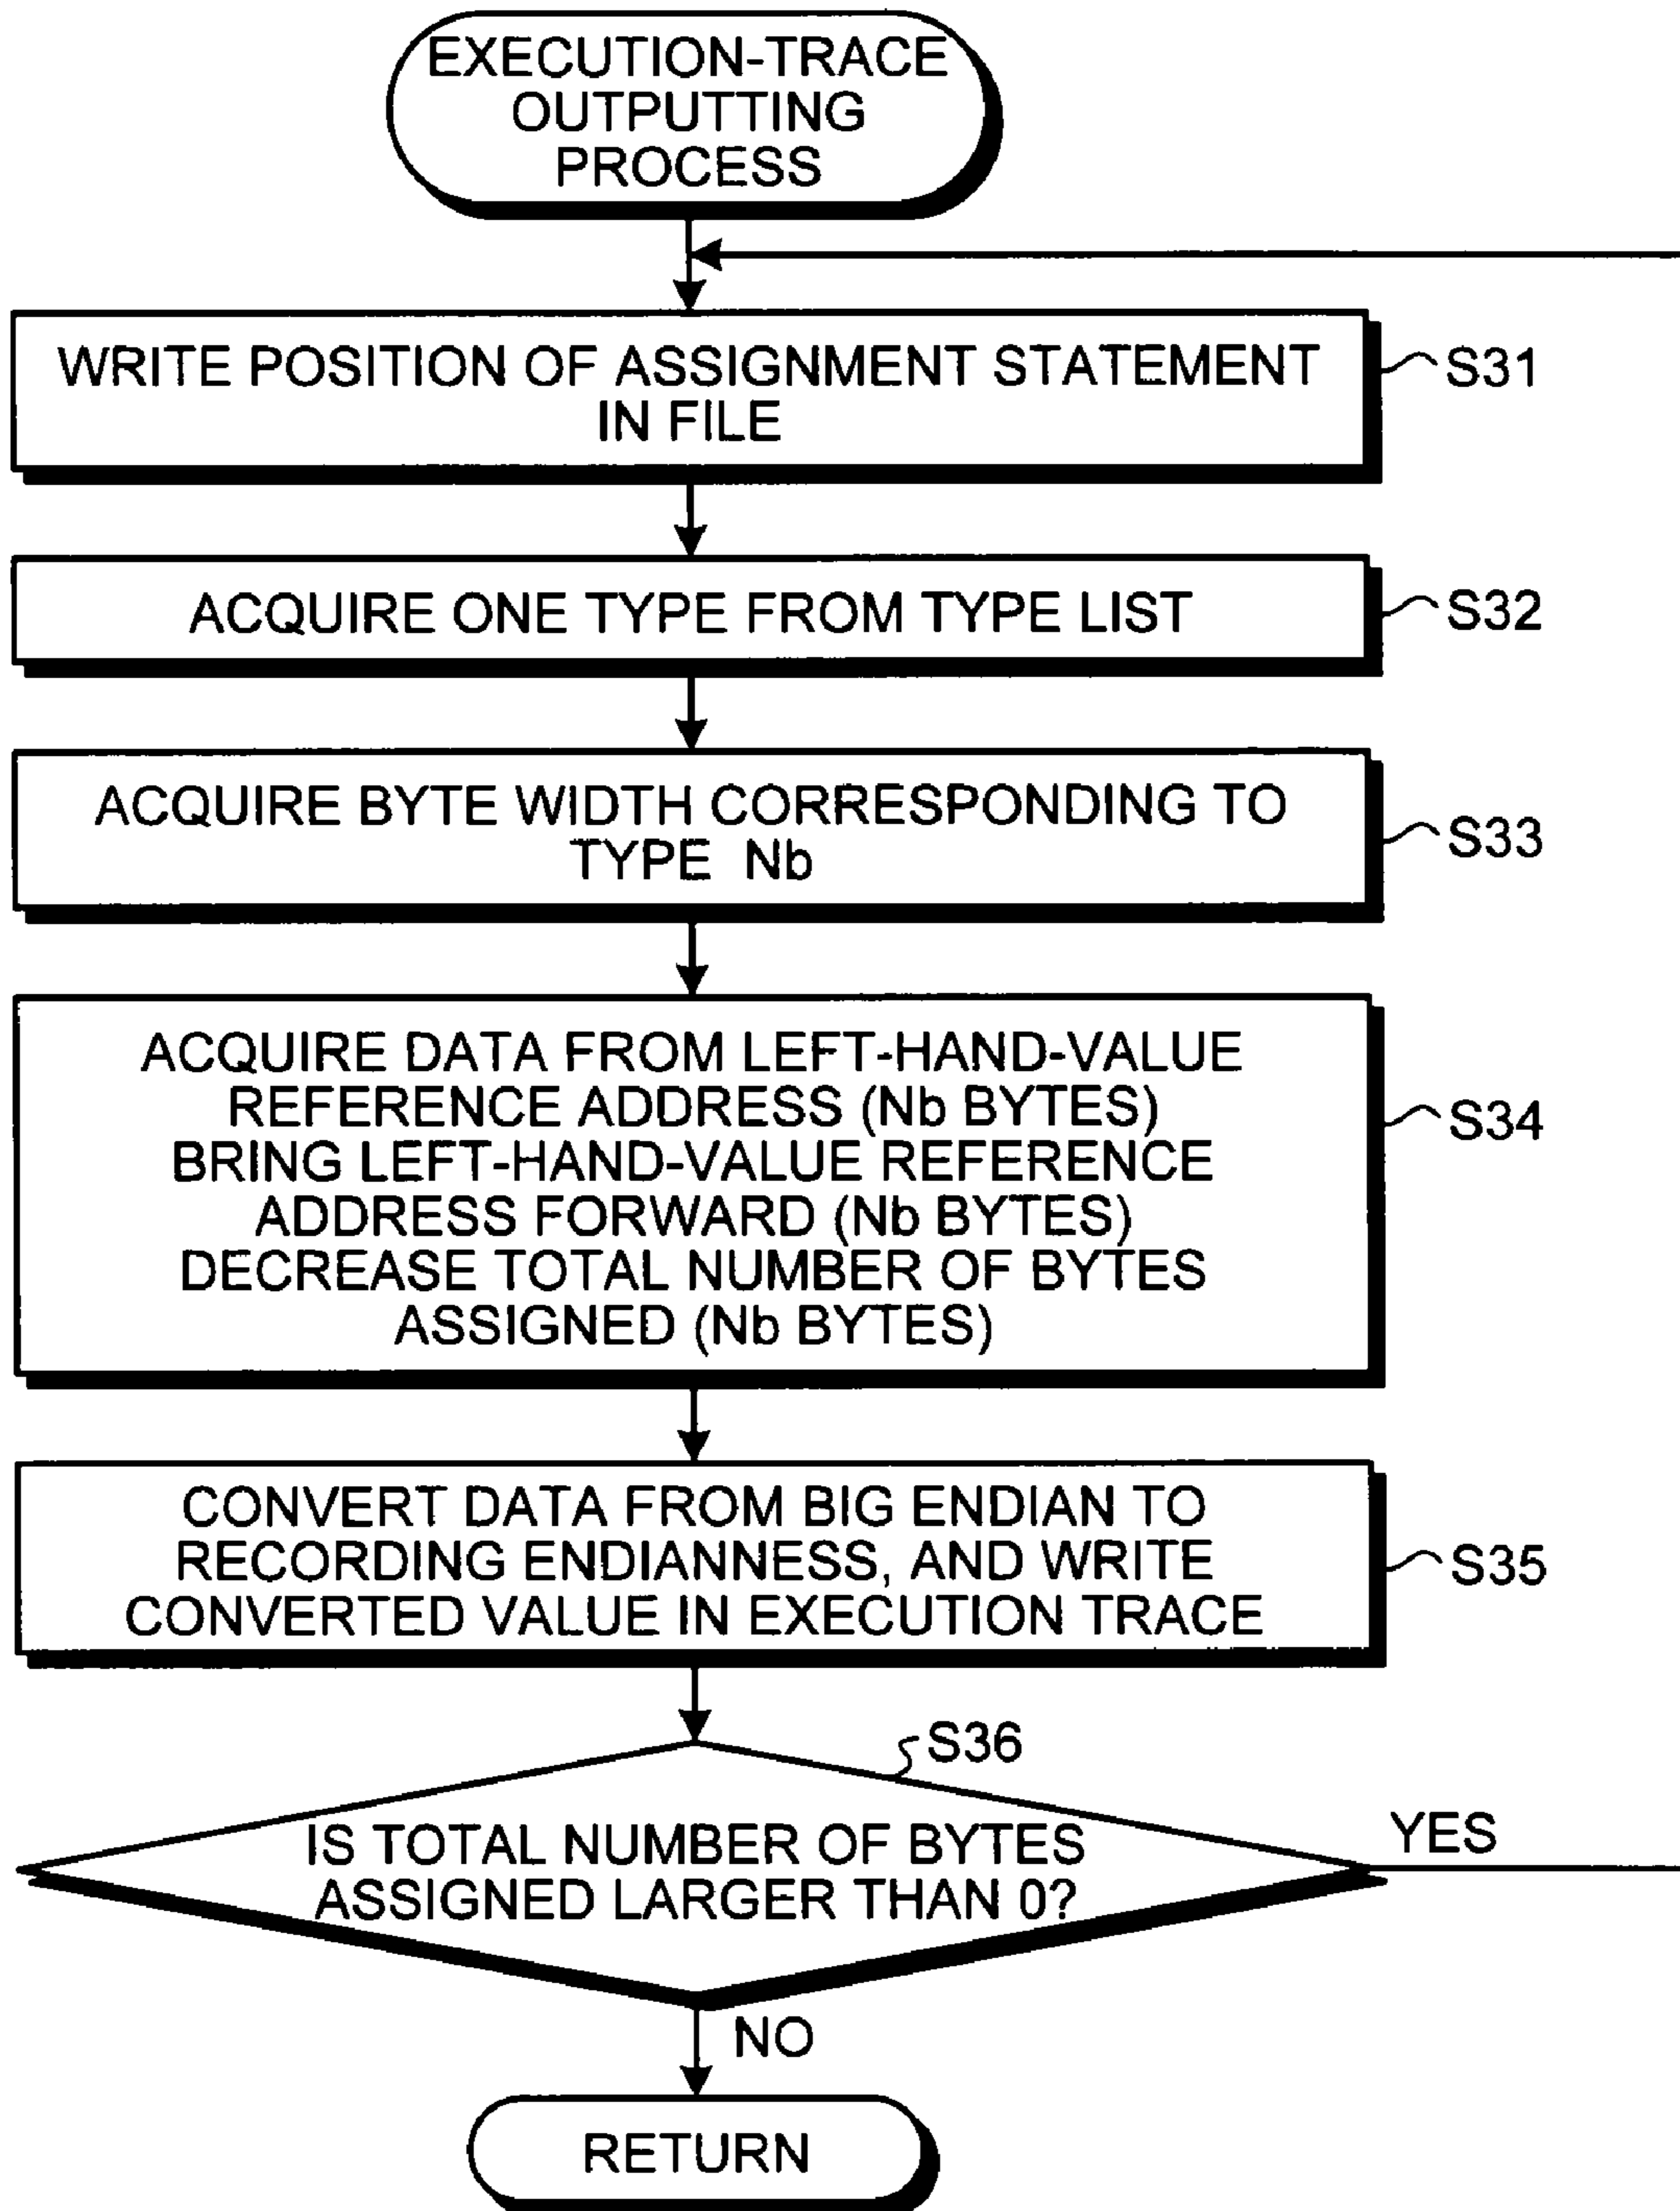 EXECUTION-TRACE
OUTPUTTING
PROCESS
WRITE POSITION OF ASSIGNMENT STATEMENT
IN FILE
S31
ACQUIRE ONE TYPE FROM TYPE LIST
S32
ACQUIRE BYTE WIDTH CORRESPONDING TO
TYPE Nb
S33
ACQUIRE DATA FROM LEFT-HAND-VALUE
REFERENCE ADDRESS (Nb BYTES)
BRING LEFT-HAND-VALUE REFERENCE
ADDRESS FORWARD (Nb BYTES)
DECREASE TOTAL NUMBER OF BYTES
ASSIGNED (Nb BYTES)
S34
CONVERT DATA FROM BIG ENDIAN TO
RECORDING ENDIANNESS, AND WRITE
CONVERTED VALUE IN EXECUTION TRACE
S35
S36
IS TOTAL NUMBER OF BYTES
ASSIGNED LARGER THAN 0?
YES
NO
RETURN